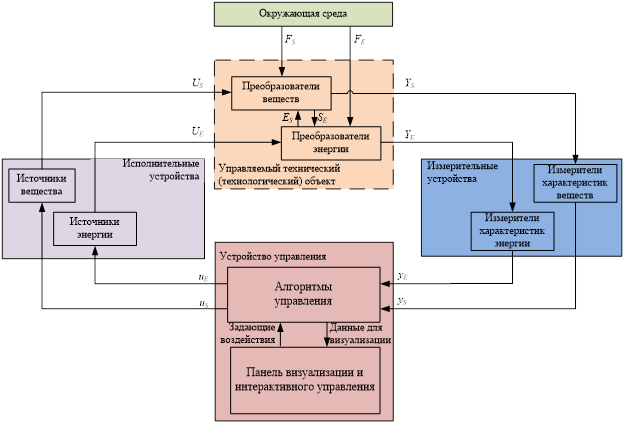 Окружающая среда
F_S
F_E
U_S
Преобразователи
веществ
Y_S
E_S
S_E
U_E
Преобразователи
энергии
Y_E
Управляемый технический
(технологический) объект
Исполнительные
устройства
Источники
вещества
Источники
энергии
Измерительные
устройства
Измерители
характеристик
веществ
Измерители
характеристик
энергии
Устройство управления
Алгоритмы
управления
u_E
u_S
y_E
y_S
Задающие
воздействия
Данные для
визуализации
Панель визуализации и
интерактивного управления